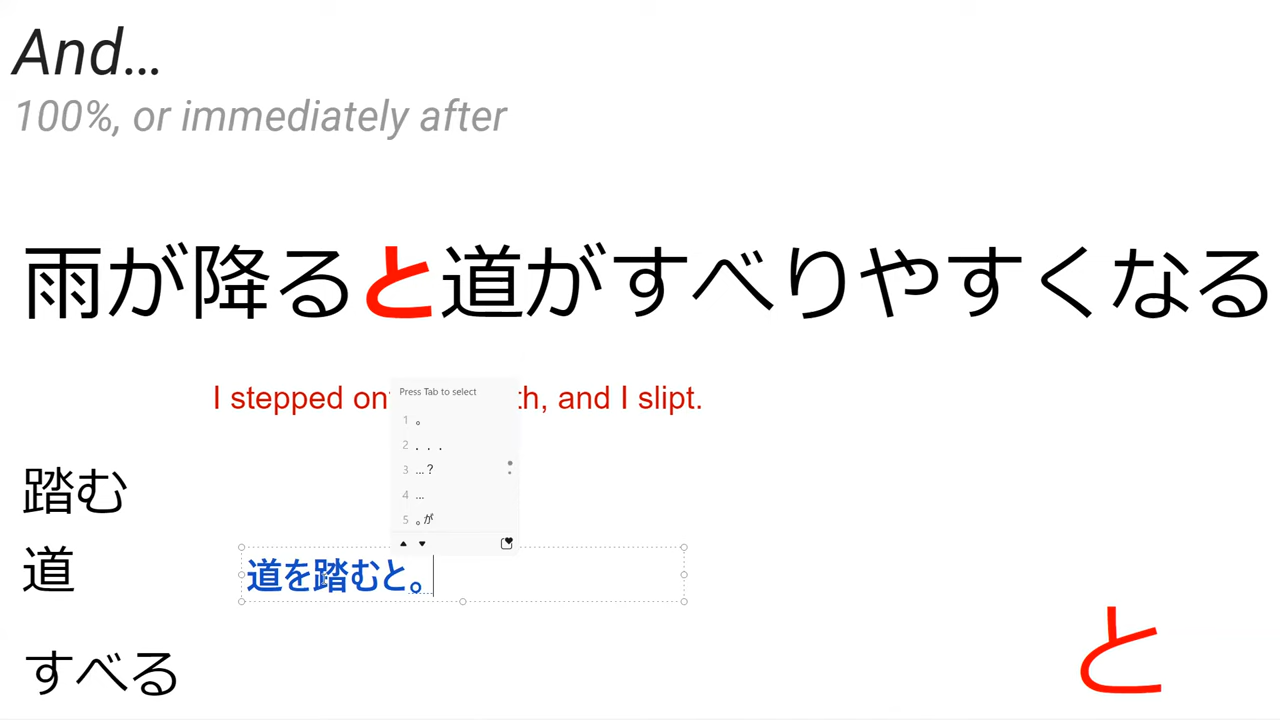 And…
100%, or immediately after
雨が降ると道がすべりやすくなる
Press Tab to select
I stepped on th, and I slipt.
1 。
2 . . .
3 …?
4 …
5 。が
踏む
道
道を踏むと。
すべる
と